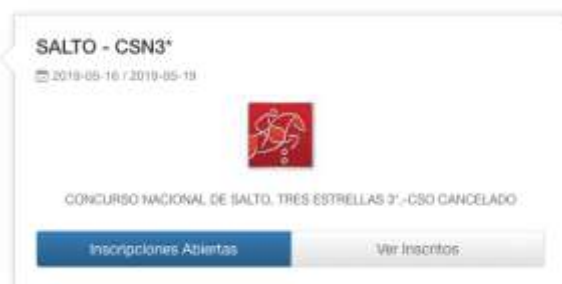 SALTO - CSN3*
2019-05-16 / 2019-05-19
CONCURSO NACIONAL DE SALTO, TRES ESTRELLAS 3*.-CSO CANCELADO
Inscripciones Abiertas
Ver Inscritos